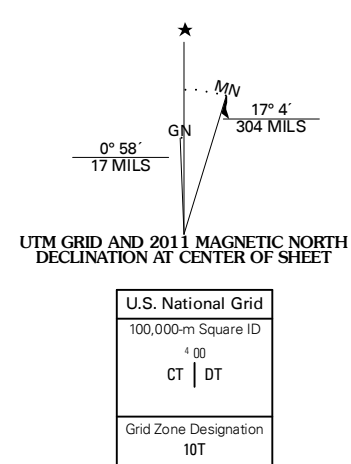 ★
MN
17° 4´
304 MILS
GN
0° 58´
17 MILS
UTM GRID AND 2011 MAGNETIC NORTH
DECLINATION AT CENTER OF SHEET
U.S. National Grid
100,000-m Square ID
4 00
CT | DT
Grid Zone Designation
10T